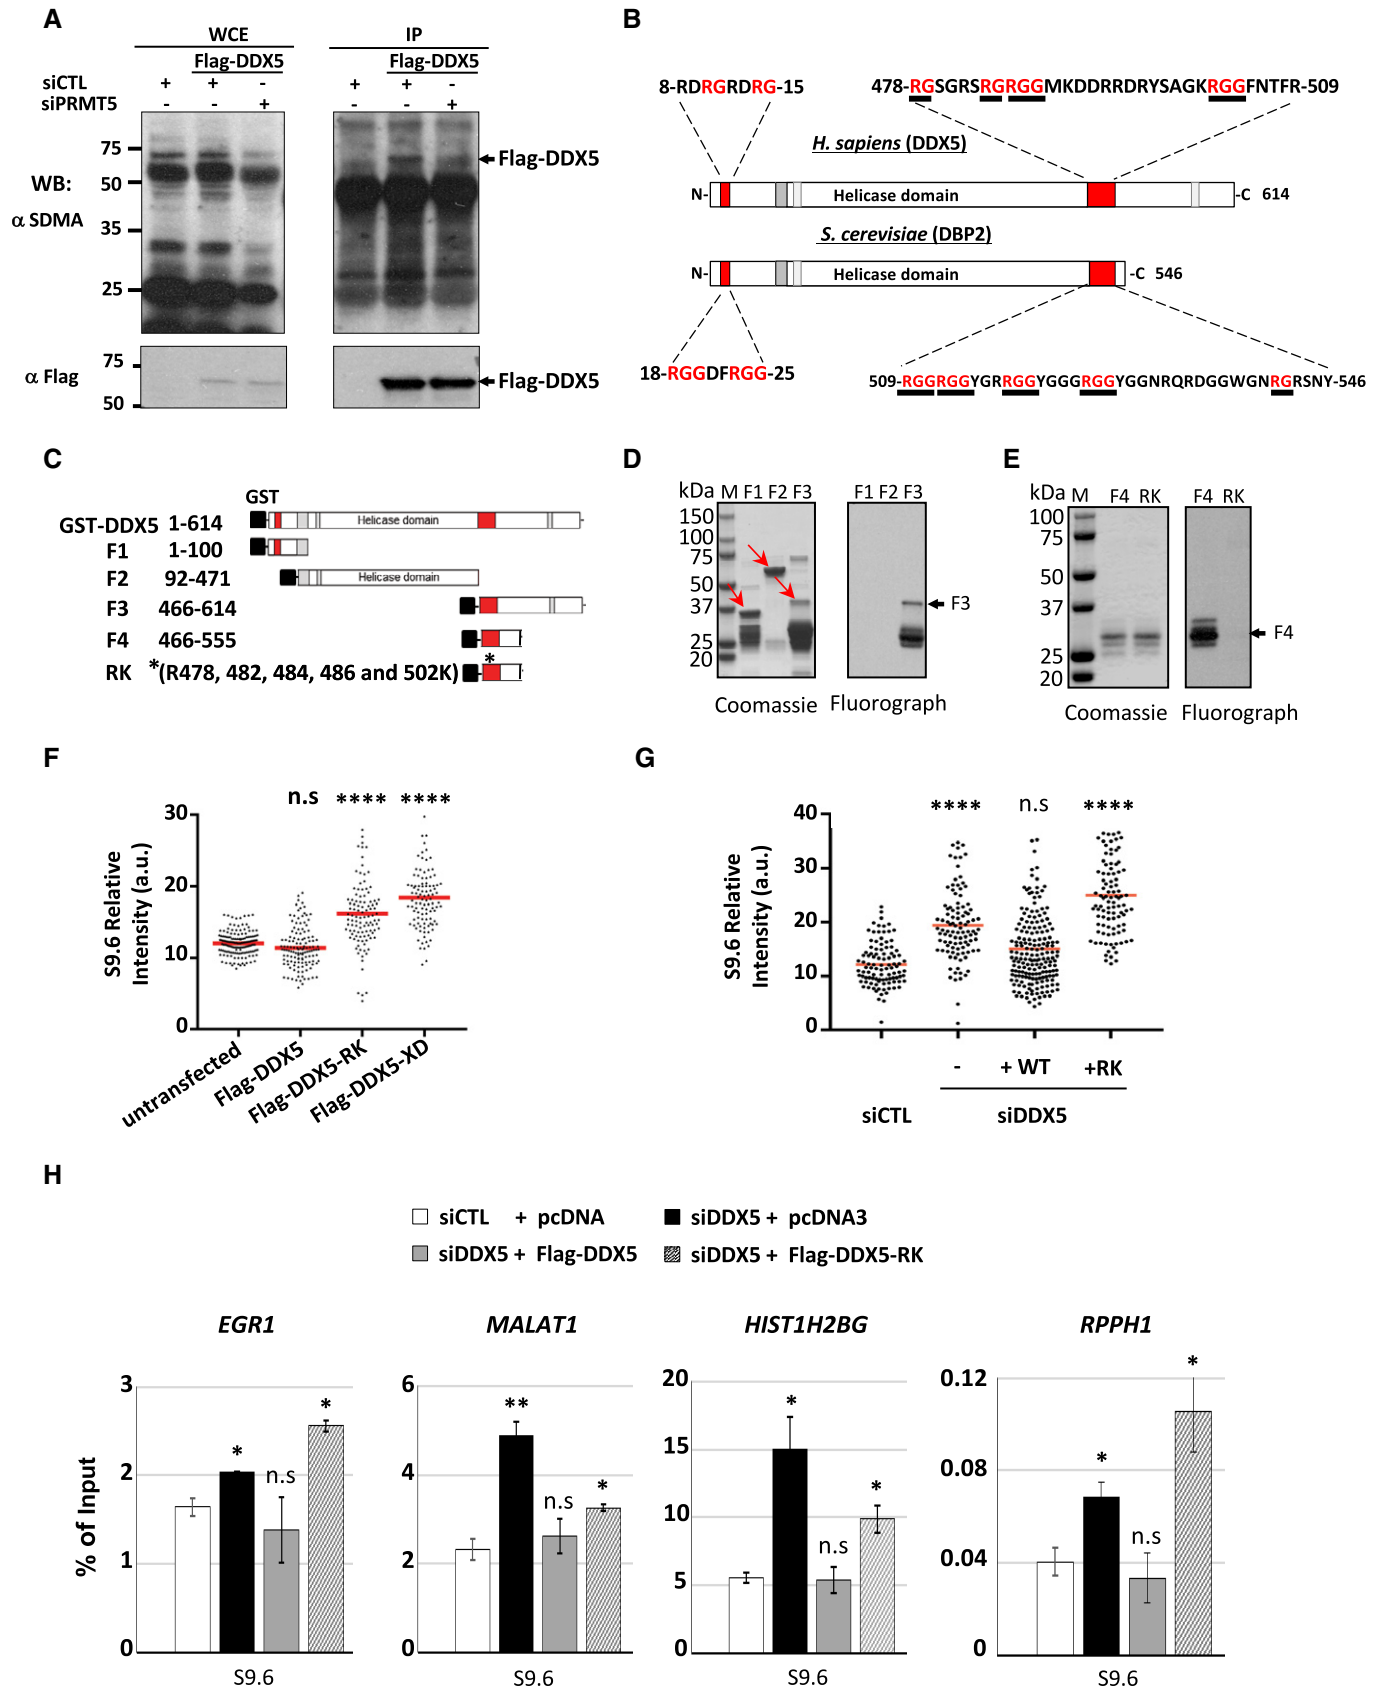 A
WCE
IP
Flag-DDX5
Flag-DDX5
siCTL + + - + + -
siPRMT5 - - + - - +
WB:
α SDMA
75
50
35
25
Flag-DDX5
α Flag
75
50
Flag-DDX5
B
8-RDRGRDRG-15
478-RGSGRSRGRGGMKDDRRDRYSAGKRGGFNTFR-509
H. sapiens (DDX5)
N-
Helicase domain
-C 614
S. cerevisiae (DBP2)
N-
Helicase domain
-C 546
18-RGGDFRGG-25
509-RGGRGGYGRRGGYGGGRGGYGGNRQRDGGWGNRGRSNY-546
C
GST
GST-DDX5 1-614
Helicase domain
F1 1-100
F2 92-471
Helicase domain
F3 466-614
F4 466-555
RK *(R478, 482, 484, 486 and 502K)
*
D
kDa M F1 F2 F3
F1 F2 F3
150
100
75
50
37
25
20
F3
Coomassie
Fluorograph
E
kDa M F4 RK
F4 RK
100
75
50
37
25
20
F4
Coomassie
Fluorograph
F
n.s **** ****
S9.6 Relative
Intensity (a.u.)
30
20
10
0
untransfected
Flag-DDX5
Flag-DDX5-RK
Flag-DDX5-XD
G
**** n.s ****
S9.6 Relative
Intensity (a.u.)
40
30
20
10
0
- + WT +RK
siCTL
siDDX5
H
siCTL + pcDNA
siDDX5 + pcDNA3
siDDX5 + Flag-DDX5
siDDX5 + Flag-DDX5-RK
% of Input
EGR1
3
2
1
0
*
n.s
*
S9.6
MALAT1
6
4
2
0
**
n.s
*
S9.6
HIST1H2BG
20
15
10
5
0
*
n.s
*
S9.6
RPPH1
0.12
0.08
0.04
0
*
n.s
*
S9.6